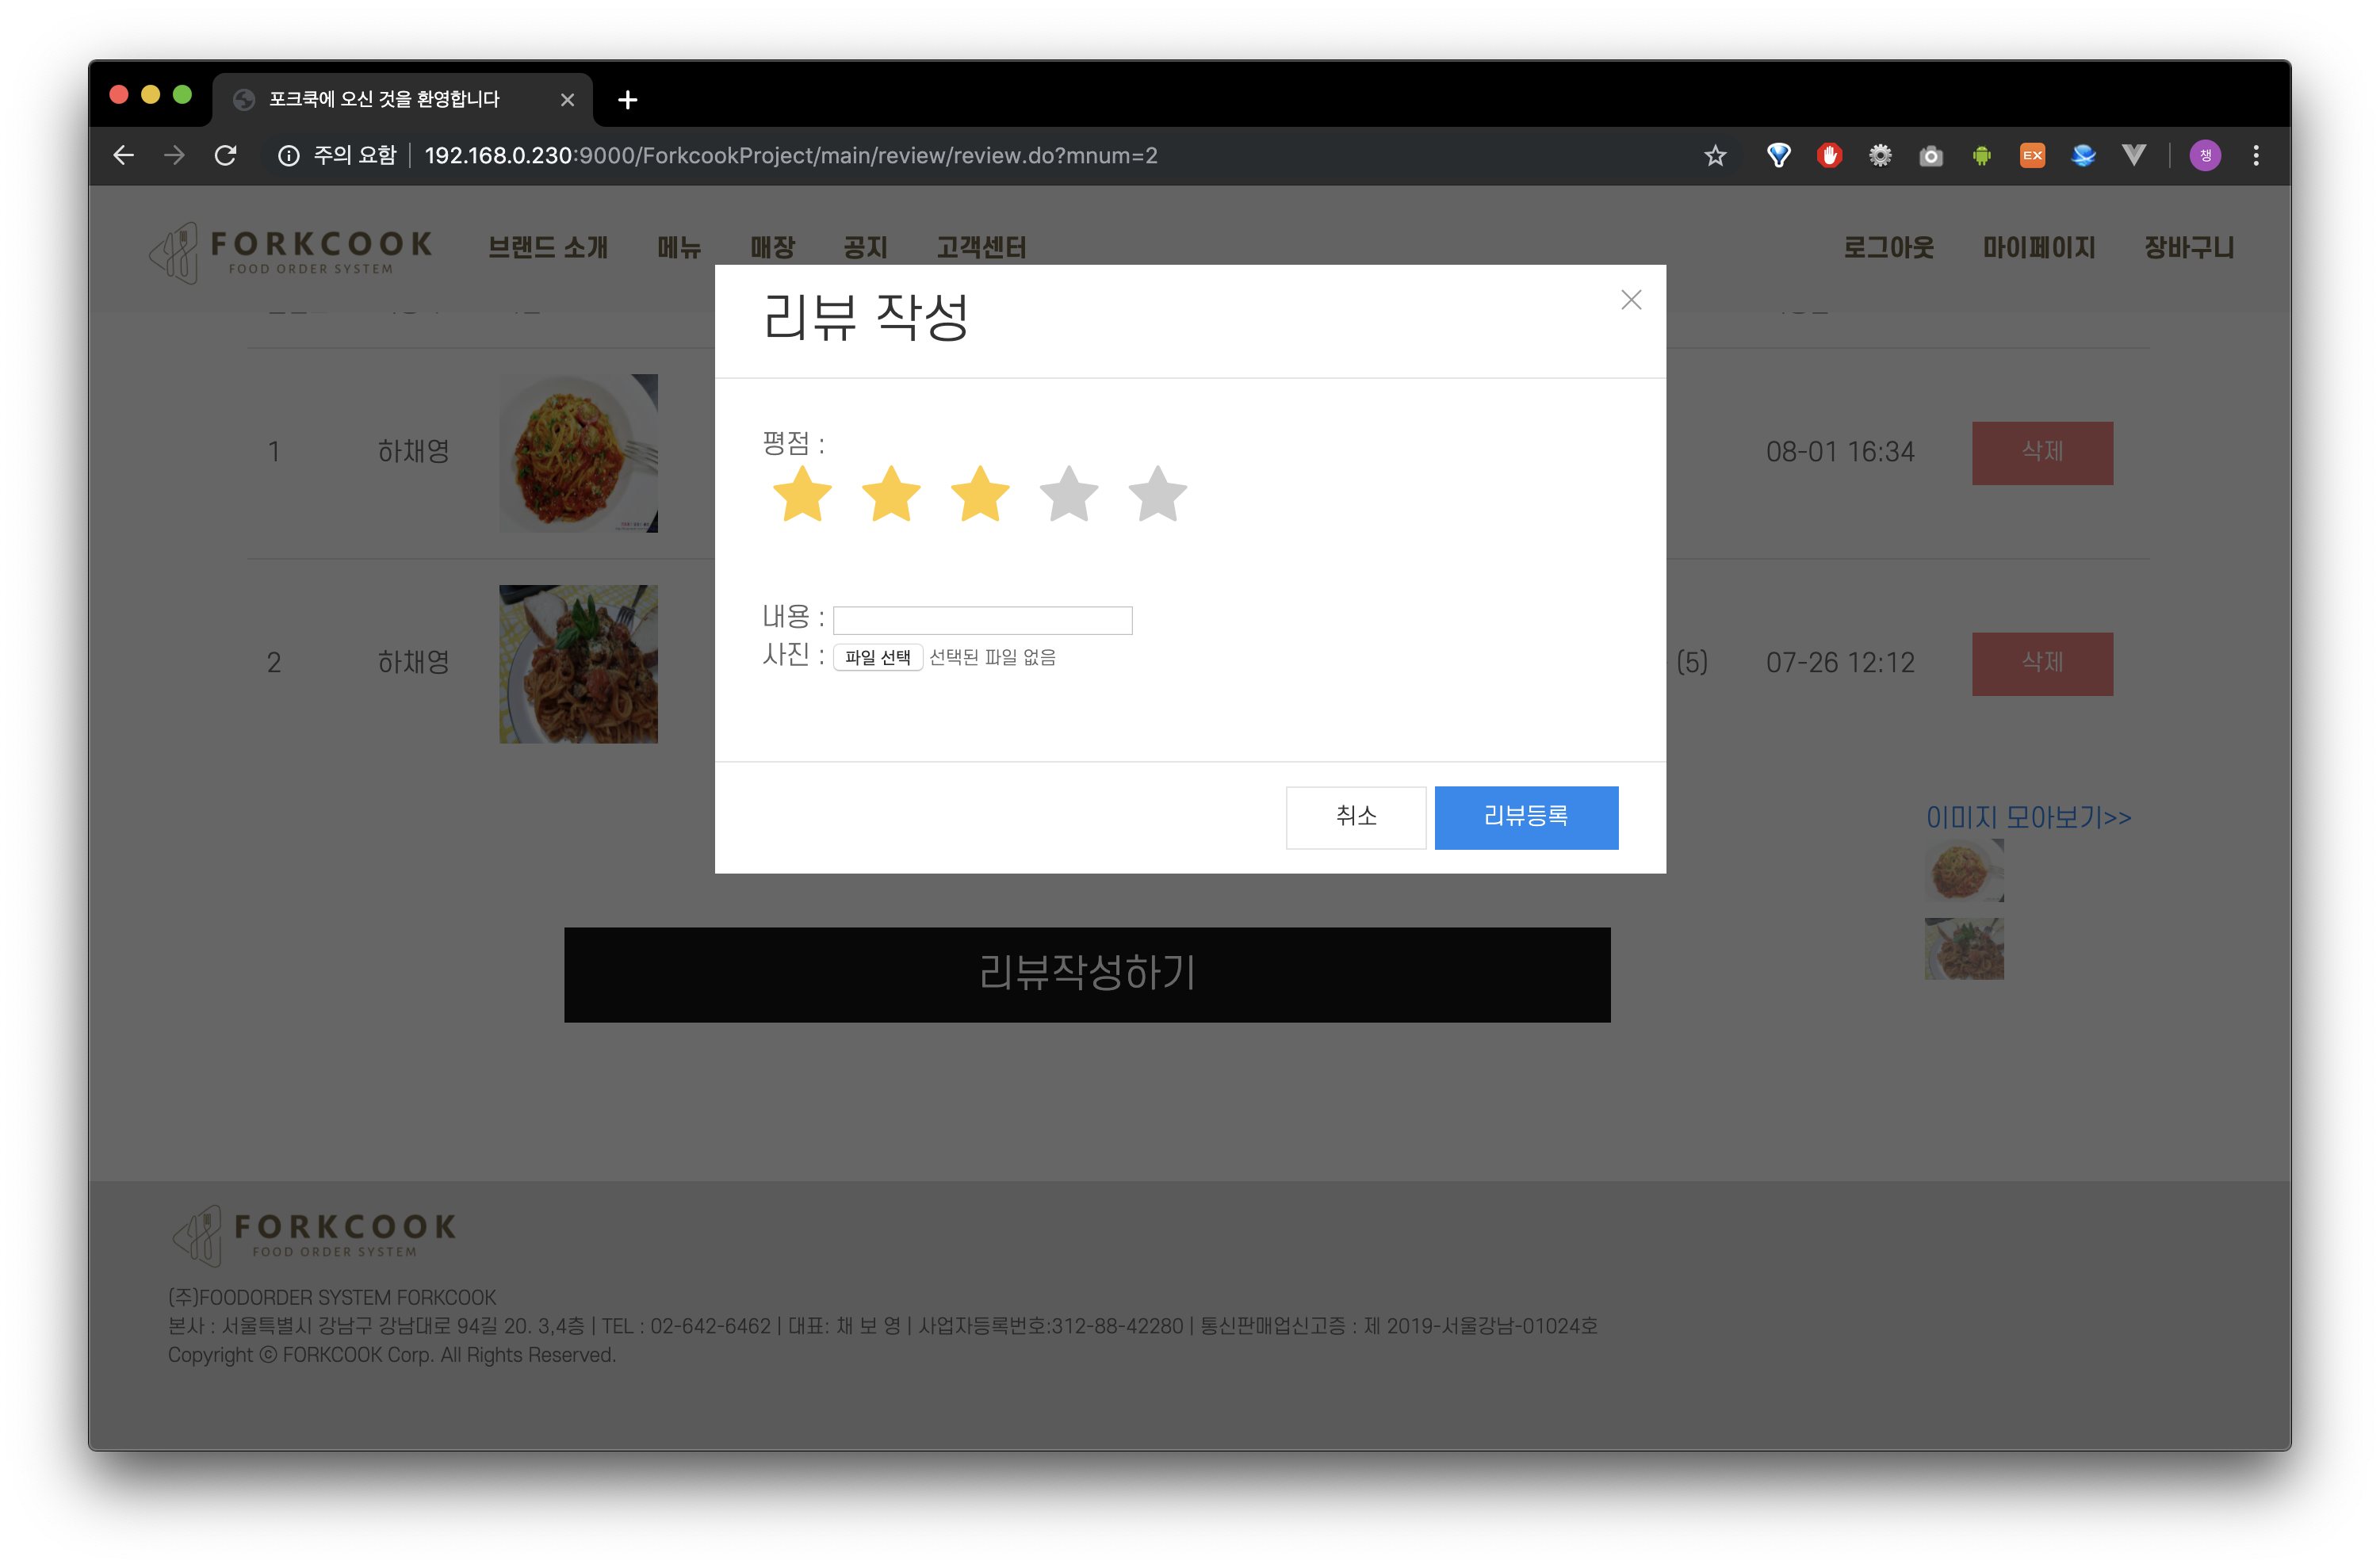 포크쿡에 오신 것을 환영합니다
주의 요함 192.168.0.230:9000/ForkcookProject/main/review/review.do?mnum=2
EX
챙
FORKCOOK
FOOD ORDER SYSTEM
브랜드 소개 메뉴 매장 공지 고객센터 로그아웃 마이페이지 장바구니
리뷰 작성
평점 :
내용 :
사진 : 파일 선택 선택된 파일 없음
취소 리뷰등록
1 하채영 08-01 16:34 삭제
2 하채영 (5) 07-26 12:12 삭제
이미지 모아보기>>
리뷰작성하기
FORKCOOK
FOOD ORDER SYSTEM
(주)FOODORDER SYSTEM FORKCOOK
본사 : 서울특별시 강남구 강남대로 94길 20. 3,4층 | TEL : 02-642-6462 | 대표: 채 보 영 | 사업자등록번호:312-88-42280 | 통신판매업신고증 : 제 2019-서울강남-01024호
Copyright ⓒ FORKCOOK Corp. All Rights Reserved.